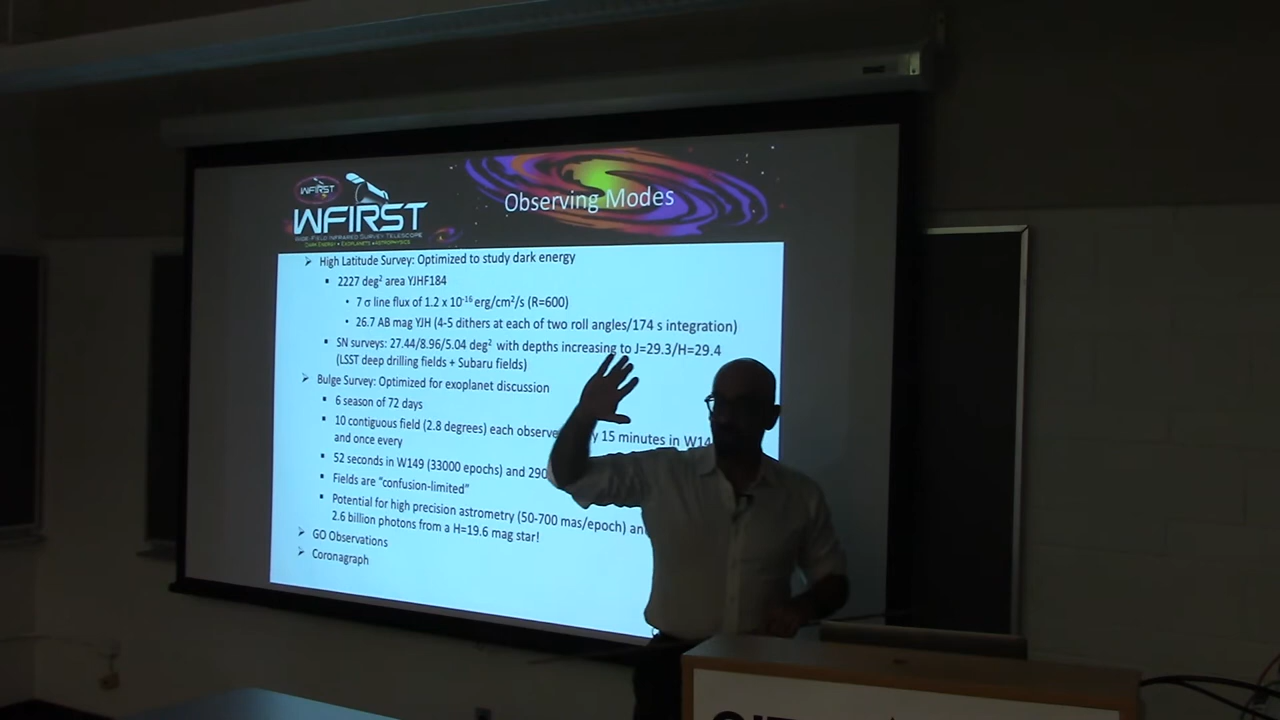 WFIRST
WFIRST
WIDE-FIELD INFRARED SURVEY TELESCOPE
DARK ENERGY • EXOPLANETS • ASTROPHYSICS
Observing Modes
High Latitude Survey: Optimized to study dark energy
2227 deg² area YJHF184
7 σ line flux of 1.2 x 10⁻¹⁶ erg/cm²/s (R=600)
26.7 AB mag YJH (4-5 dithers at each of two roll angles/174 s integration)
SN surveys: 27.44/8.96/5.04 deg² with depths increasing to J=29.3/H=29.4
(LSST deep drilling fields + Subaru fields)
Bulge Survey: Optimized for exoplanet discussion
6 season of 72 days
10 contiguous field (2.8 degrees) each observe 15 minutes in
and once every
52 seconds in W149 (33000 epochs) and
Fields are "confusion-limited"
Potential for high precision astrometry (50-700 mas/epoch)
2.6 billion photons from a H=19.6 mag star!
GO Observations
Coronagraph